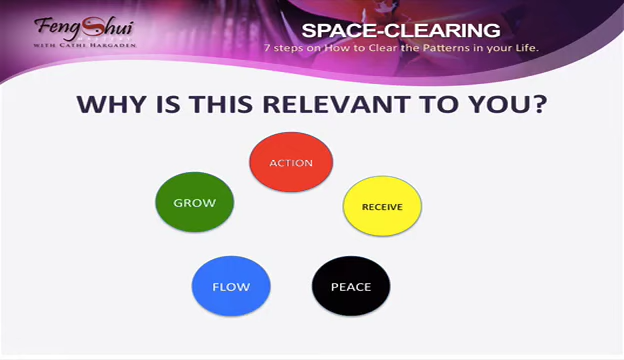 Feng Shui
WITH CATHE HARGADEN
SPACE-CLEARING
7 steps on How to Clear the Patterns in your Life.
WHY IS THIS RELEVANT TO YOU?
ACTION
GROW
RECEIVE
FLOW
PEACE